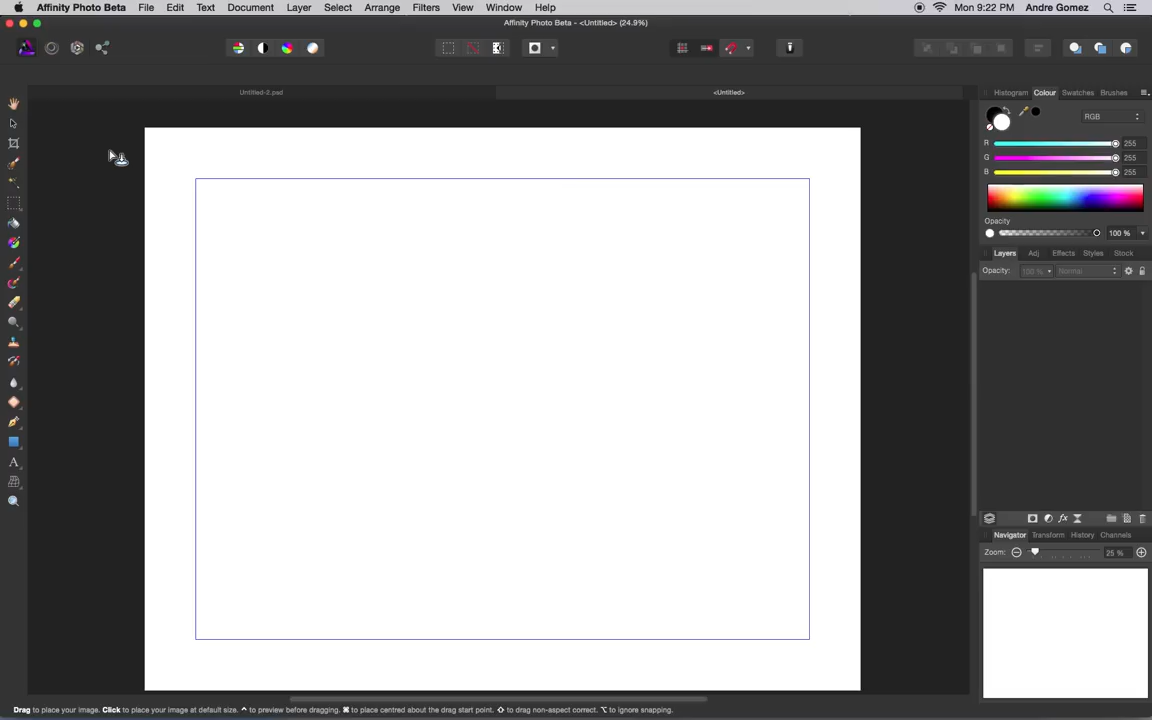 Affinity Photo Beta File Edit Text Document Layer Select Arrange Filters View Window Help Mon 9:22 PM Andre Gomez
Affinity Photo Beta - <Untitled> (24.9%)
Untitled-2.psd <Untitled>
Histogram Colour Swatches Brushes
RGB
R 255
G 255
B 255
Opacity
100 %
Layers Adj Effects Styles Stock
Opacity: 100 % Normal
fx
A
Navigator Transform History Channels
Zoom: 25 %
Drag to place your image. Click to place your image at default size. ^ to preview before dragging. ⌘ to place centred about the drag start point. ⇧ to drag non-aspect correct. ⌥ to ignore snapping.